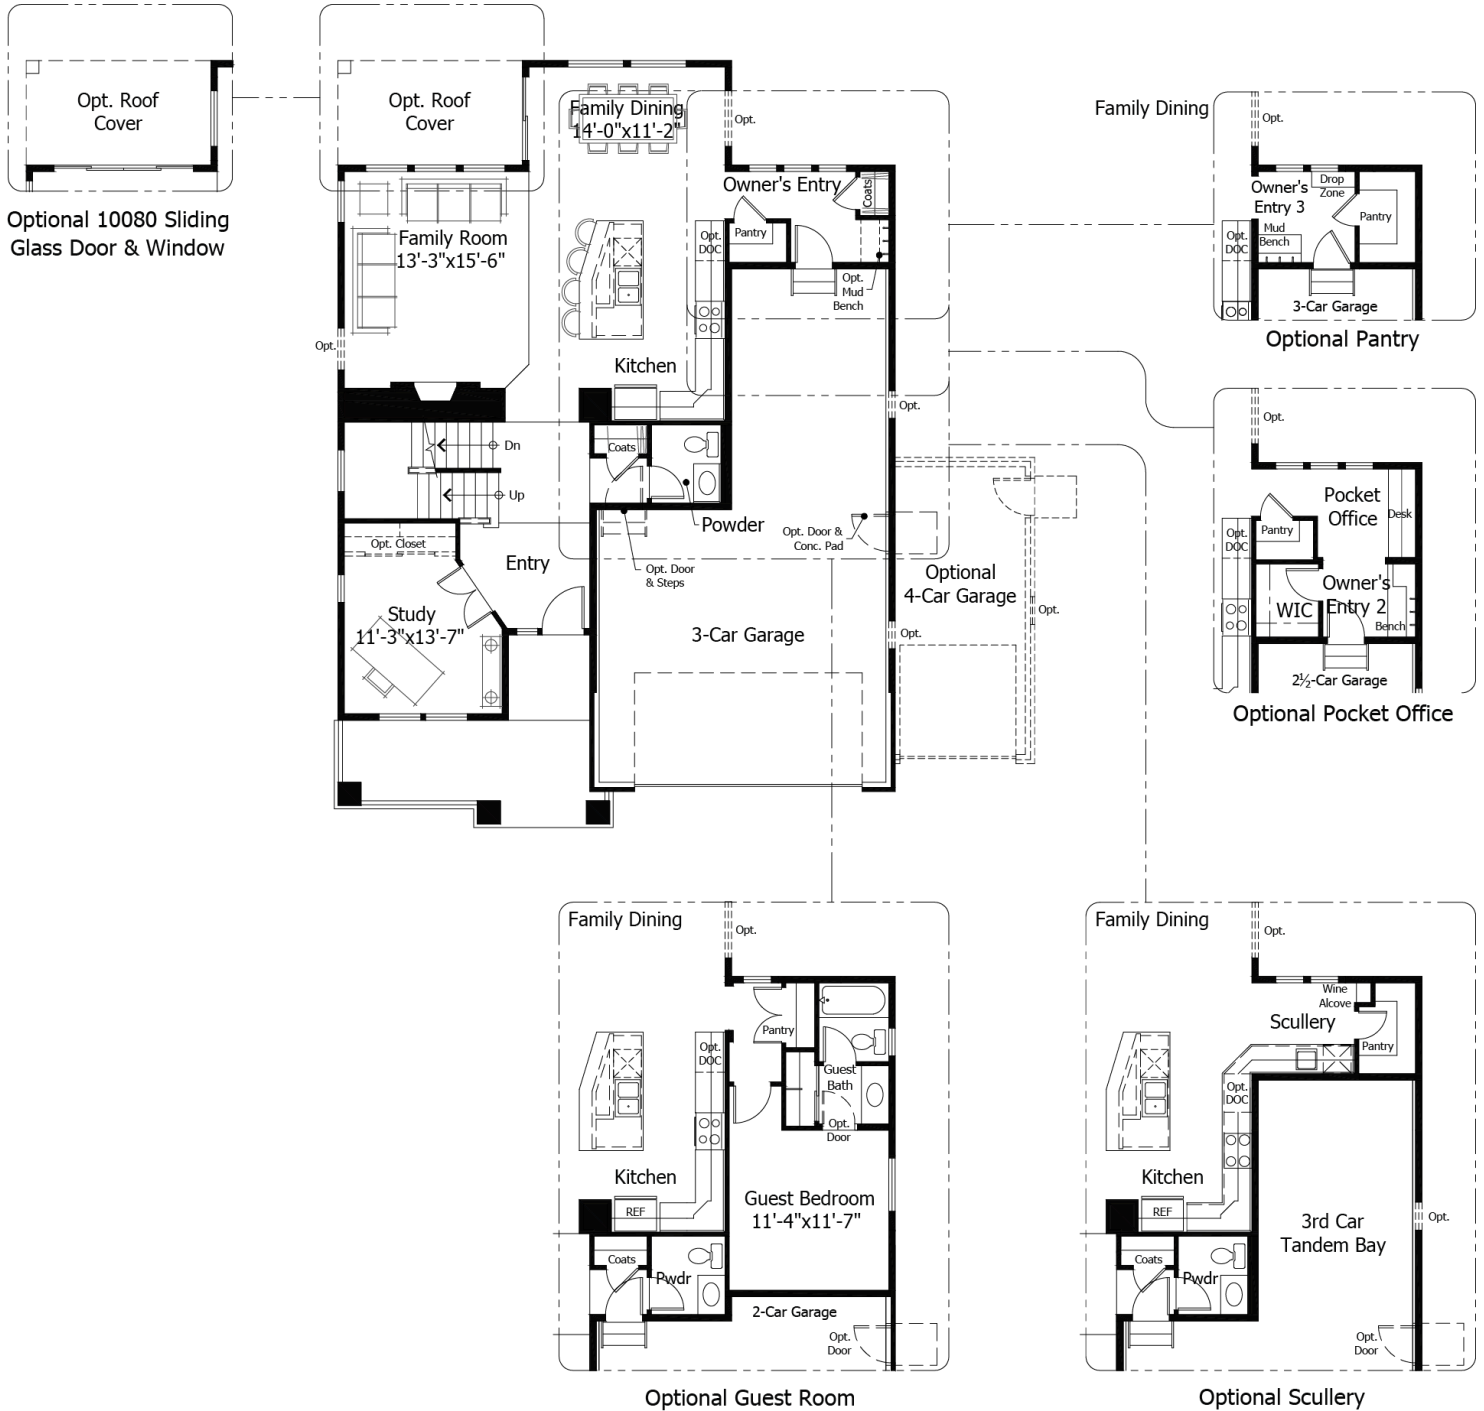 Opt. Roof
Cover
Optional 10080 Sliding
Glass Door & Window
Opt. Roof
Cover
Family Dining
14'-0"x11'-2"
Opt.
Owner's Entry
Coats
Pantry
Opt.
DOC
Opt.
Mud
Bench
Family Room
13'-3"x15'-6"
Opt.
Kitchen
Opt.
Dn
Up
Coats
Powder
Opt. Closet
Entry
Opt. Door
& Steps
Opt. Door &
Conc. Pad
Study
11'-3"x13'-7"
3-Car Garage
Opt.
Optional
4-Car Garage
Opt.
Family Dining
Opt.
Owner's
Entry 3
Drop
Zone
Pantry
Mud
Bench
Opt.
DOC
3-Car Garage
Optional Pantry
Opt.
Pocket
Office
Desk
Pantry
Opt.
DOC
Owner's
Entry 2
WIC
Bench
2½-Car Garage
Optional Pocket Office
Family Dining
Opt.
Pantry
Opt.
DOC
Guest
Bath
Opt.
Door
Kitchen
Guest Bedroom
11'-4"x11'-7"
REF
Coats
Pwdr
2-Car Garage
Opt.
Door
Optional Guest Room
Family Dining
Opt.
Wine
Alcove
Scullery
Pantry
Opt.
DOC
Kitchen
REF
3rd Car
Tandem Bay
Opt.
Coats
Pwdr
Opt.
Door
Optional Scullery